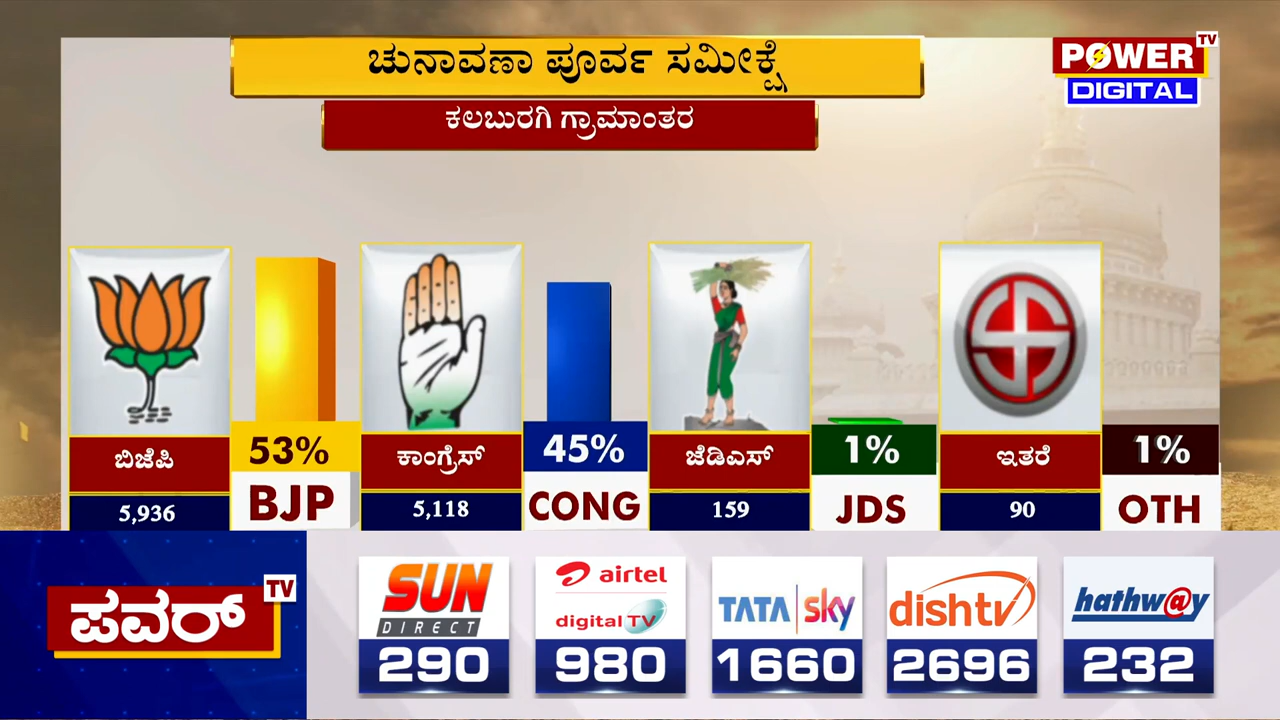 ಚುನಾವಣಾ ಪೂರ್ವ ಸಮೀಕ್ಷೆ
ಕಲಬುರಗಿ ಗ್ರಾಮಾಂತರ
POWER TV
DIGITAL
ಬಿಜೆಪಿ
5,936
53%
BJP
ಕಾಂಗ್ರೆಸ್
5,118
45%
CONG
ಜೆಡಿಎಸ್
159
1%
JDS
ಇತರೆ
90
1%
OTH
ಪವರ್ TV
SUN
DIRECT
290
airtel
digital TV
980
TATA sky
1660
dishtv
2696
hathw@y
232